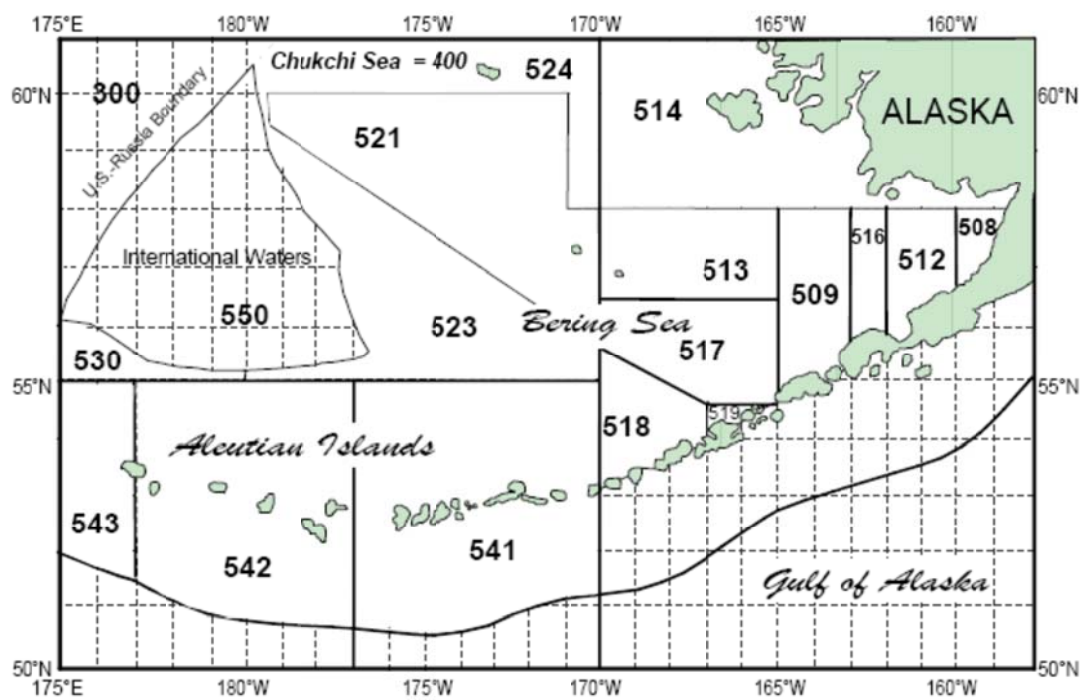 175°E 180°W 175°W 170°W 165°W 160°W
Chukchi Sea = 400
524
60°N
300
514
ALASKA
60°N
U.S.-Russia Boundary
521
508
516
International Waters
513
512
509
550
523
Bering Sea
517
530
55°N
55°N
519
518
Aleutian Islands
543
541
542
Gulf of Alaska
50°N
50°N
175°E 180°W 175°W 170°W 165°W 160°W